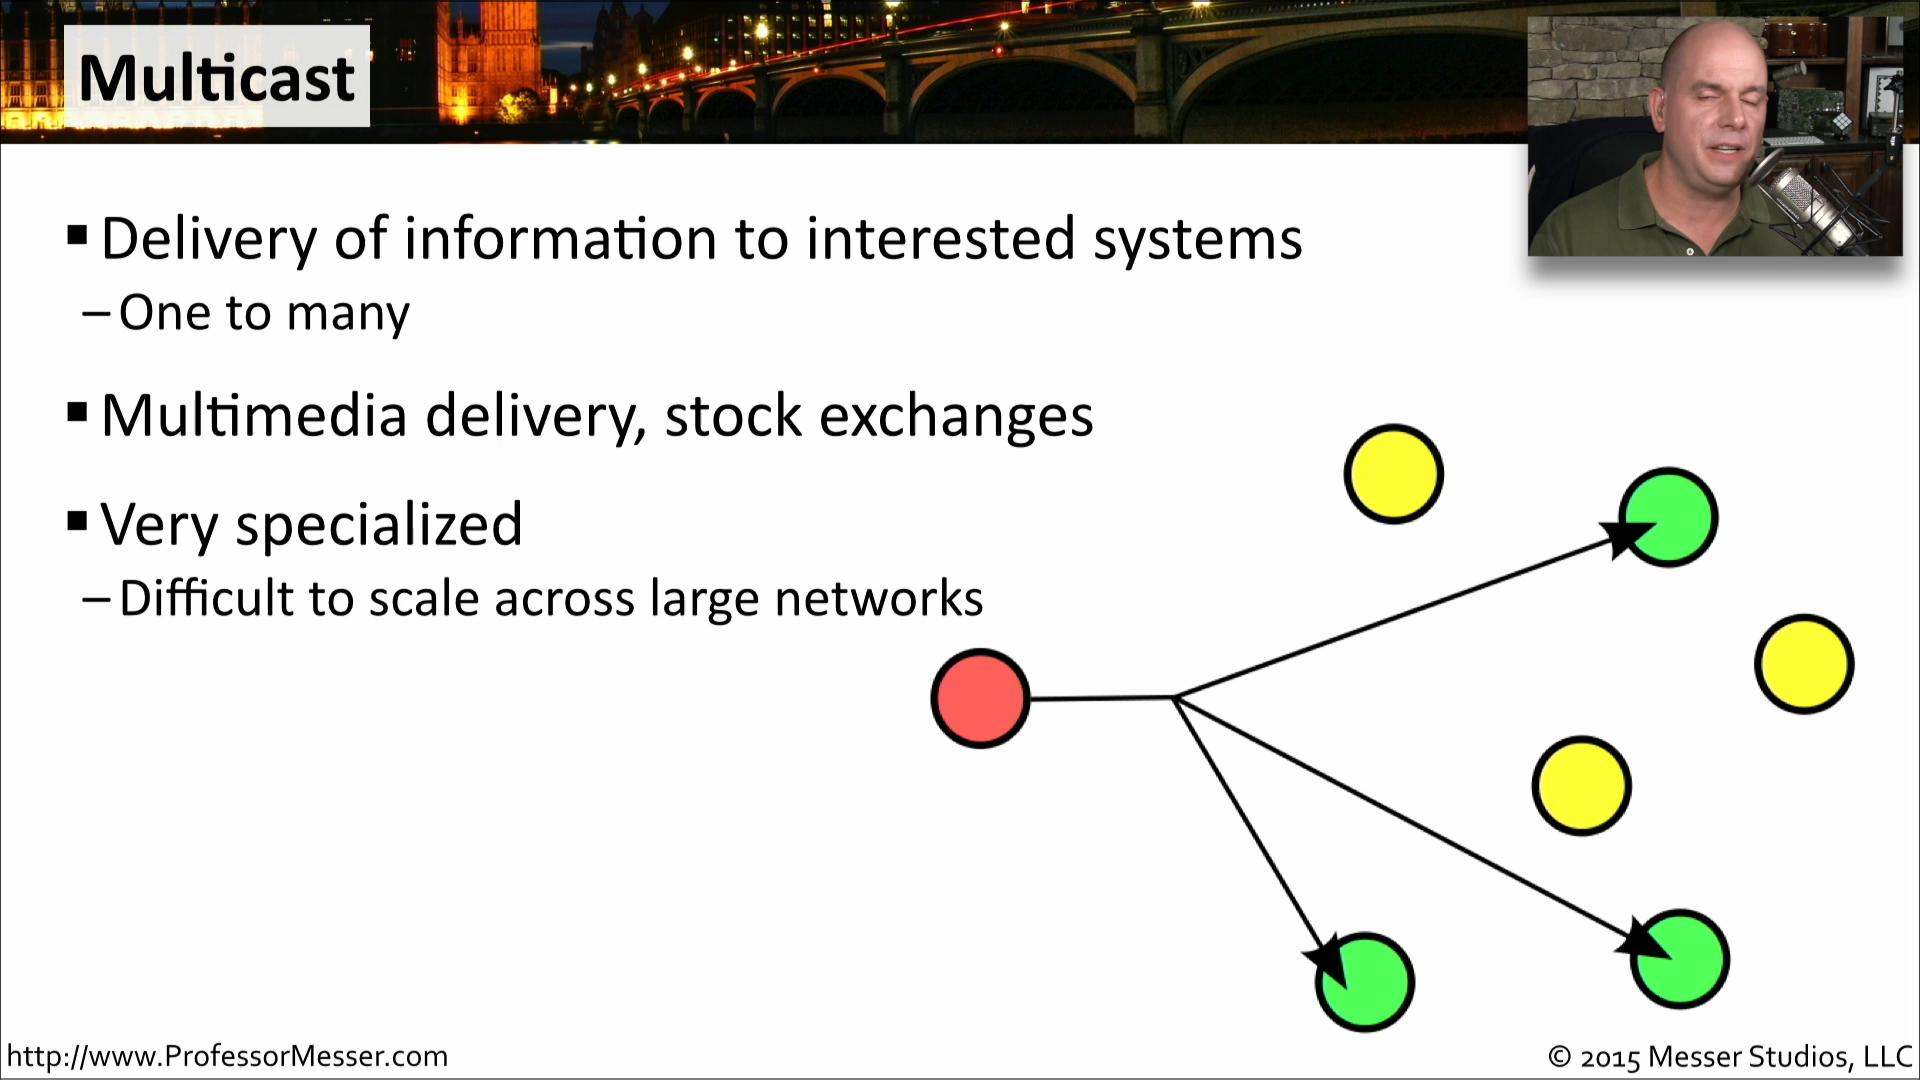 Multicast
▪ Delivery of information to interested systems
– One to many
▪ Multimedia delivery, stock exchanges
▪ Very specialized
– Difficult to scale across large networks
http://www.ProfessorMesser.com
© 2015 Messer Studios, LLC